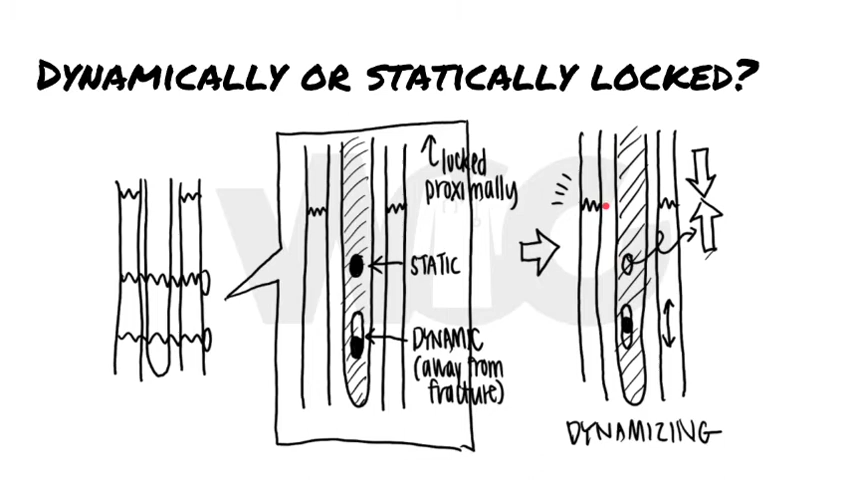 DYNAMICALLY OR STATICALLY LOCKED?
locked
proximally
STATIC
DYNAMIC
(away from
fracture)
DYNAMIZING